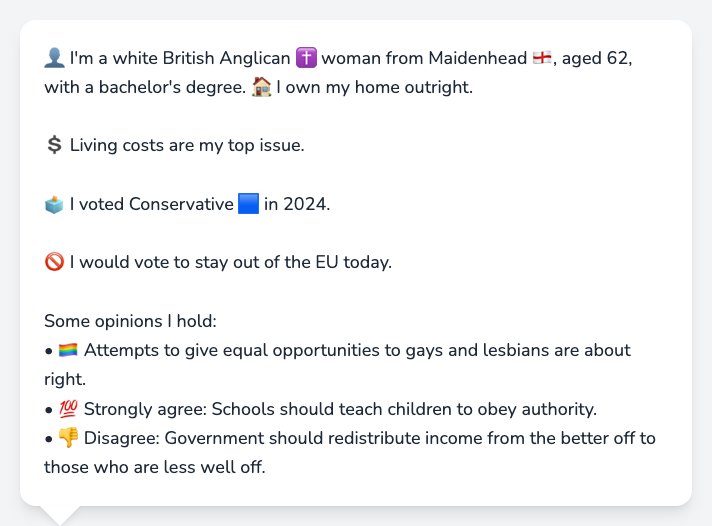 👤 I'm a white British Anglican ✝️ woman from Maidenhead 🏴󠁧󠁢󠁥󠁮󠁧󠁿, aged 62,
with a bachelor's degree. 🏠 I own my home outright.
💲 Living costs are my top issue.
🗳️ I voted Conservative 🟦 in 2024.
🚫 I would vote to stay out of the EU today.
Some opinions I hold:
• 🏳️‍🌈 Attempts to give equal opportunities to gays and lesbians are about
right.
• 💯 Strongly agree: Schools should teach children to obey authority.
• 👎 Disagree: Government should redistribute income from the better off to
those who are less well off.